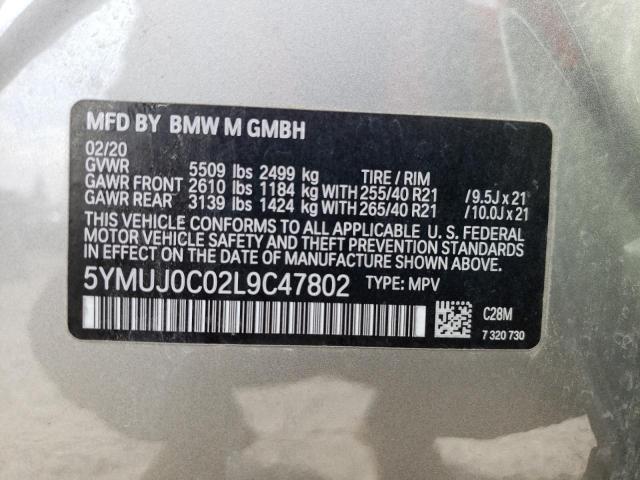 MFD BY BMW M GMBH
02/20
GVWR 5509 lbs 2499 kg TIRE / RIM
GAWR FRONT 2610 lbs 1184 kg WITH 255/40 R21 /9.5J x 21
GAWR REAR 3139 lbs 1424 kg WITH 265/40 R21 /10.0J x 21
THIS VEHICLE CONFORMS TO ALL APPLICABLE U.S. FEDERAL
MOTOR VEHICLE SAFETY AND THEFT PREVENTION STANDARDS
IN EFFECT ON THE DATE OF MANUFACTURE SHOWN ABOVE.
5YMUJ0C02L9C47802 TYPE: MPV
C28M
7 320 730